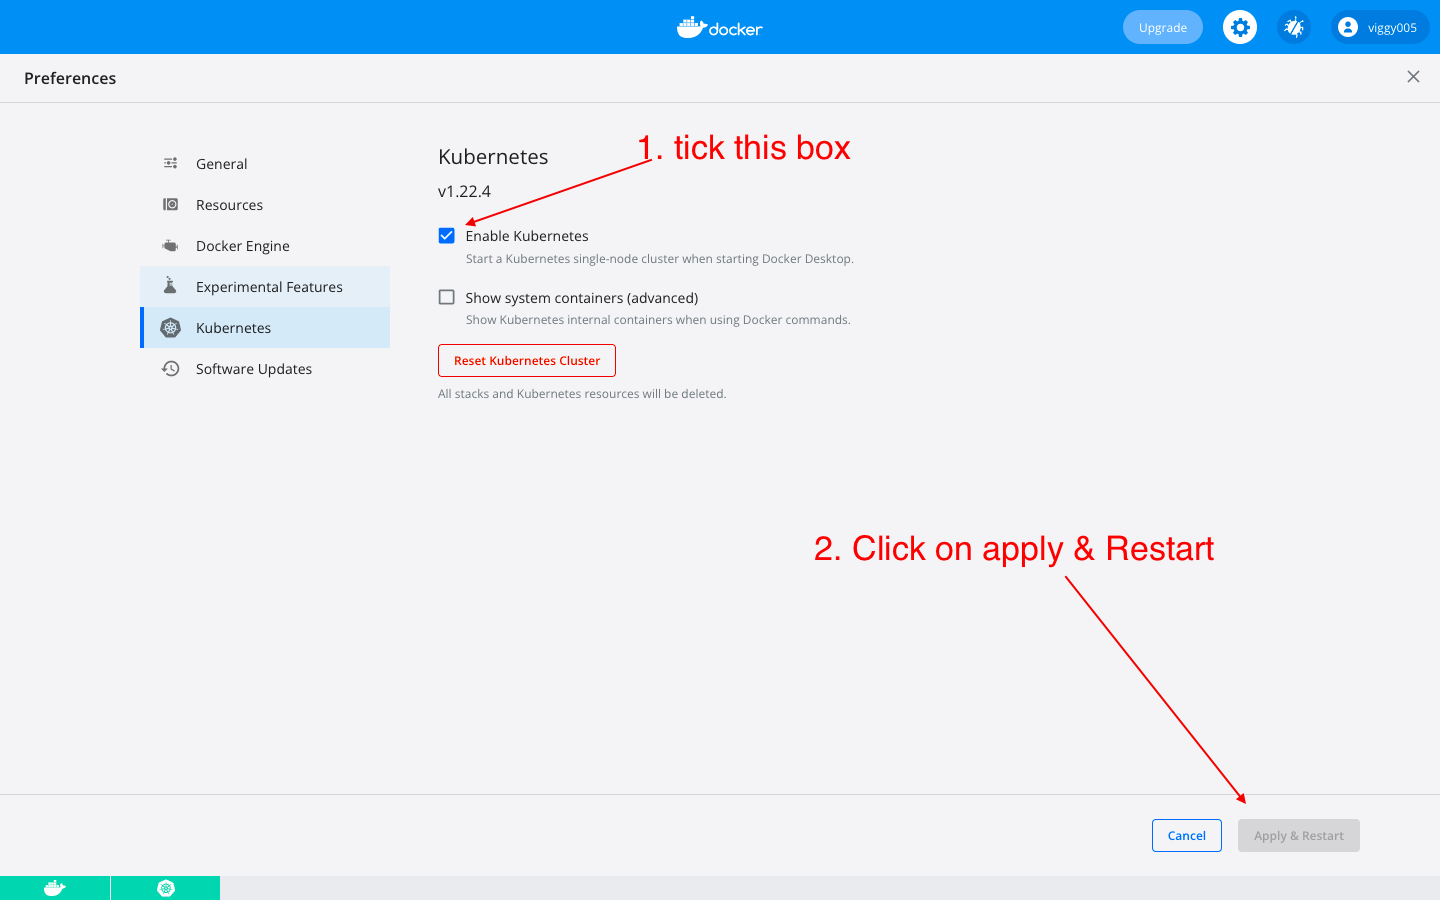 docker
Upgrade
viggy005
Preferences
General
Resources
Docker Engine
Experimental Features
Kubernetes
Software Updates
Kubernetes
1. tick this box
v1.22.4
Enable Kubernetes
Start a Kubernetes single-node cluster when starting Docker Desktop.
Show system containers (advanced)
Show Kubernetes internal containers when using Docker commands.
Reset Kubernetes Cluster
All stacks and Kubernetes resources will be deleted.
2. Click on apply & Restart
Cancel
Apply & Restart